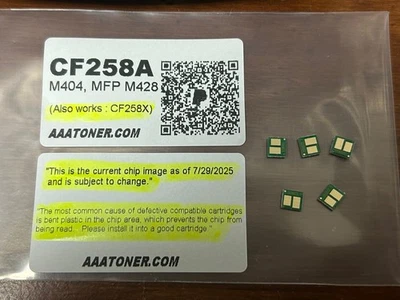 CF258A
M404, MFP M428
(Also works : CF258X)
AAATONER.COM
"This is the current chip image as of 7/29/2025
and is subject to change."
"The most common cause of defective compatible cartridges
is bent plastic in the chip area, which prevents the chip from
being read. Please install it into a good cartridge."
AAATONER.COM